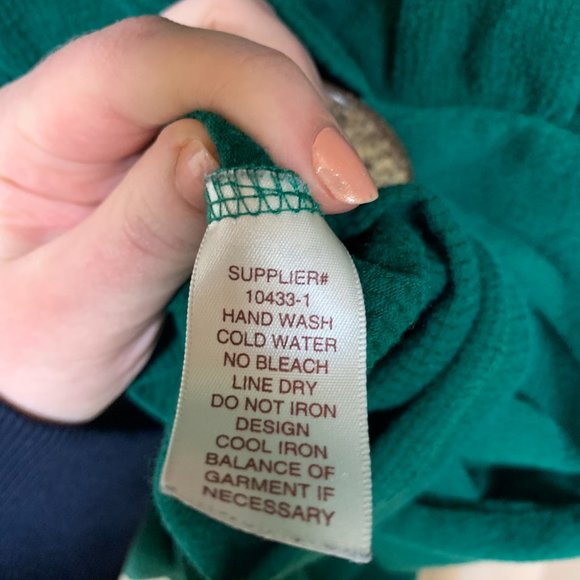 SUPPLIER#
10433-1
HAND WASH
COLD WATER
NO BLEACH
LINE DRY
DO NOT IRON
DESIGN
COOL IRON
BALANCE OF
GARMENT IF
NECESSARY